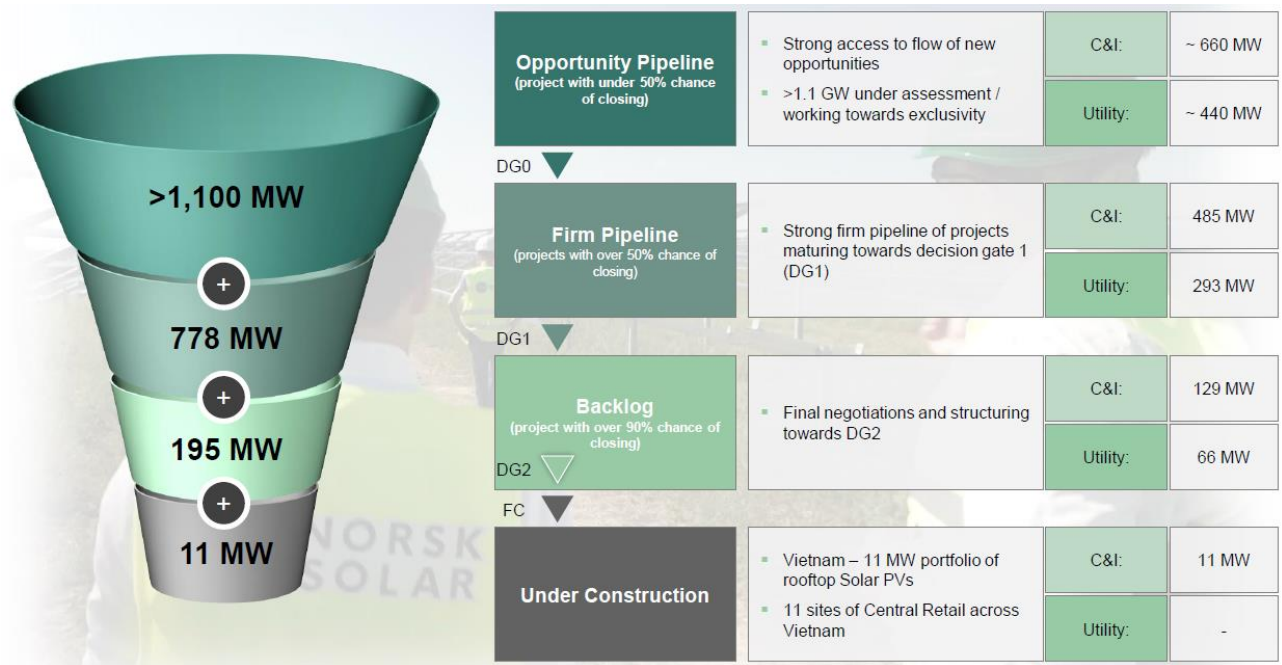 >1,100 MW
+
778 MW
+
195 MW
+
11 MW
NORSK
SOLAR
Opportunity Pipeline
(project with under 50% chance
of closing)
▪ Strong access to flow of new
opportunities
▪ >1.1 GW under assessment /
working towards exclusivity
C&I:
~ 660 MW
Utility:
~ 440 MW
DG0
Firm Pipeline
(projects with over 50% chance of
closing)
▪ Strong firm pipeline of projects
maturing towards decision gate 1
(DG1)
C&I:
485 MW
Utility:
293 MW
DG1
Backlog
(project with over 90% chance of
closing)
DG2
▪ Final negotiations and structuring
towards DG2
C&I:
129 MW
Utility:
66 MW
FC
Under Construction
▪ Vietnam – 11 MW portfolio of
rooftop Solar PVs
▪ 11 sites of Central Retail across
Vietnam
C&I:
11 MW
Utility:
-